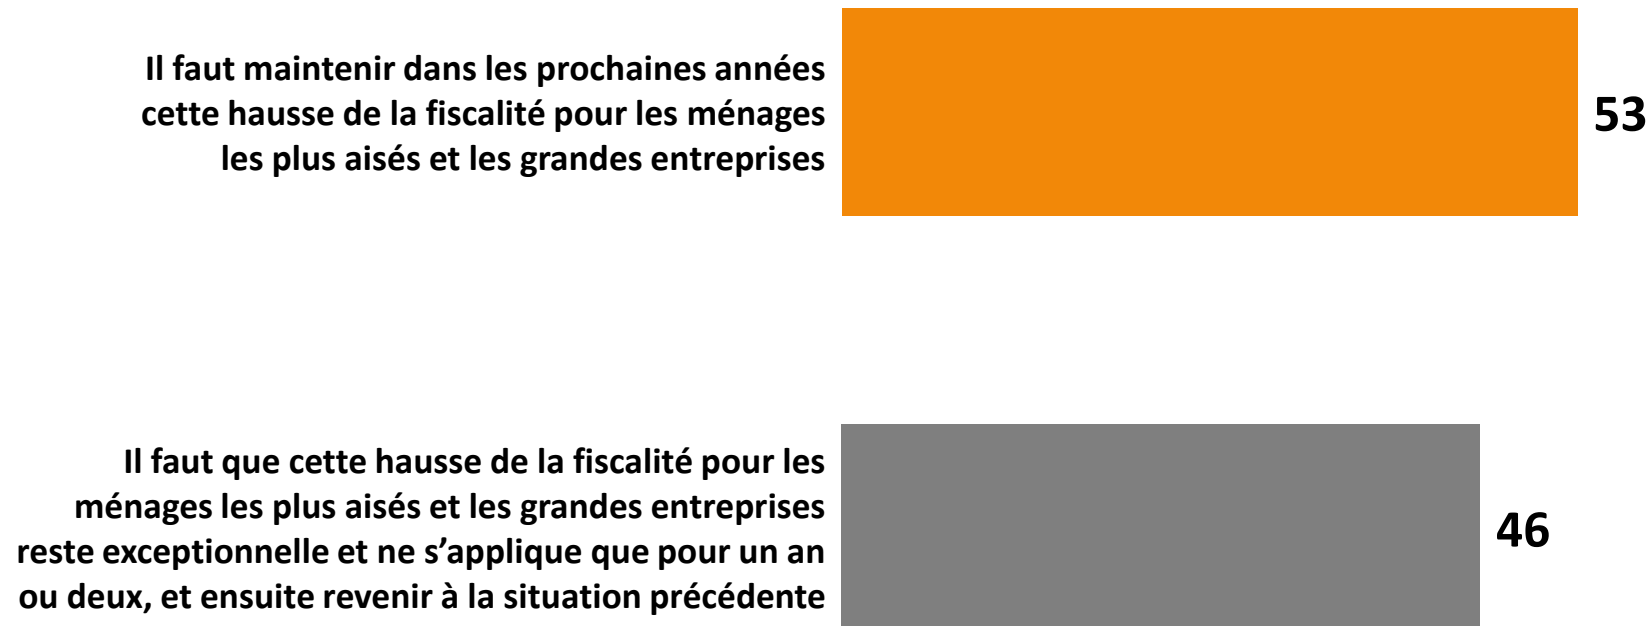 Il faut maintenir dans les prochaines années
cette hausse de la fiscalité pour les ménages
les plus aisés et les grandes entreprises
53
Il faut que cette hausse de la fiscalité pour les
ménages les plus aisés et les grandes entreprises
reste exceptionnelle et ne s’applique que pour un an
ou deux, et ensuite revenir à la situation précédente
46